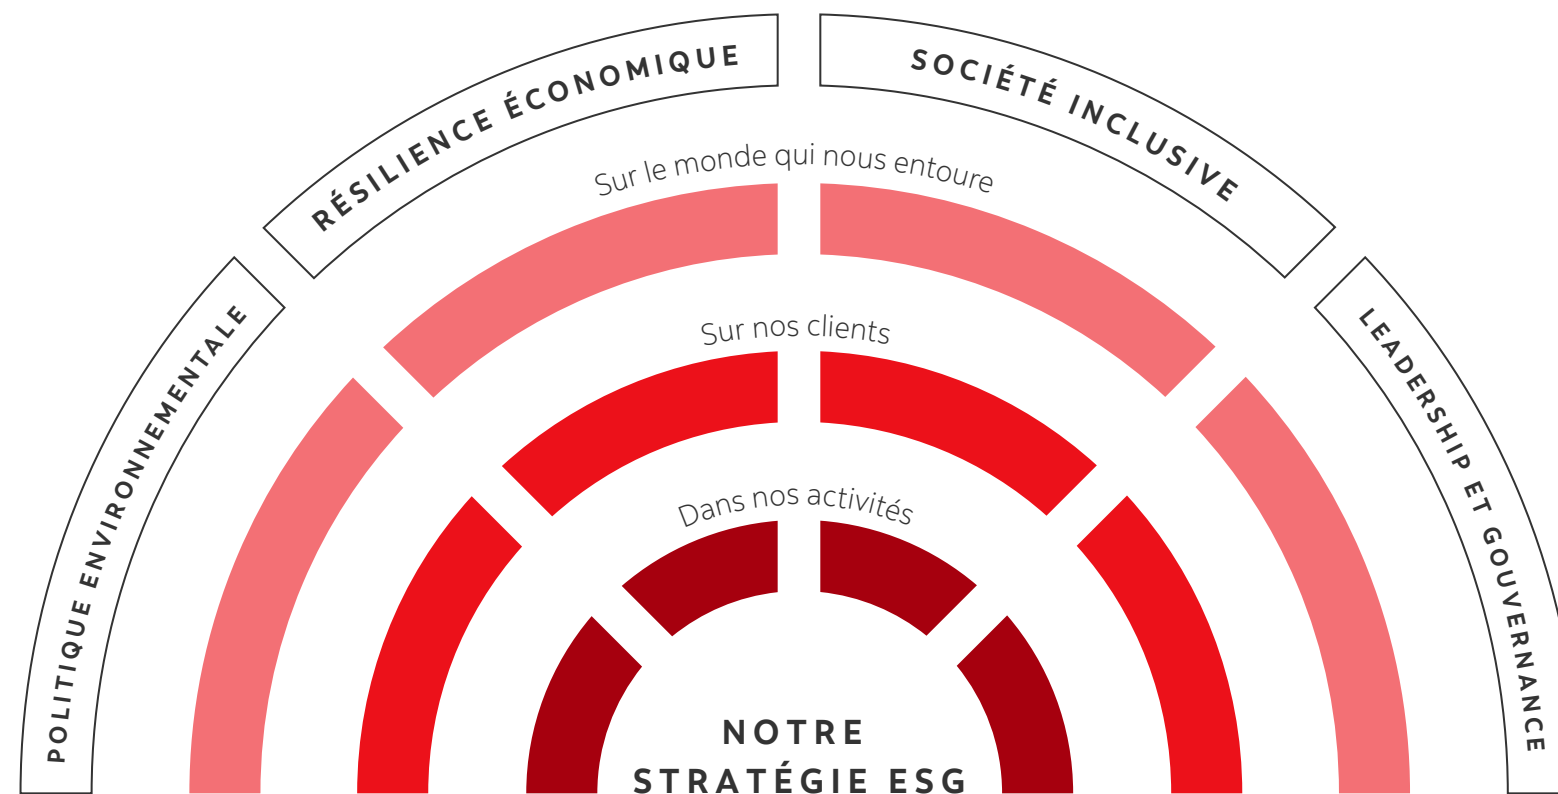 POLITIQUE ENVIRONNEMENTALE
RÉSILIENCE ÉCONOMIQUE
SOCIÉTÉ INCLUSIVE
LEADERSHIP ET GOUVERNANCE
Sur le monde qui nous entoure
Sur nos clients
Dans nos activités
NOTRE
STRATÉGIE ESG